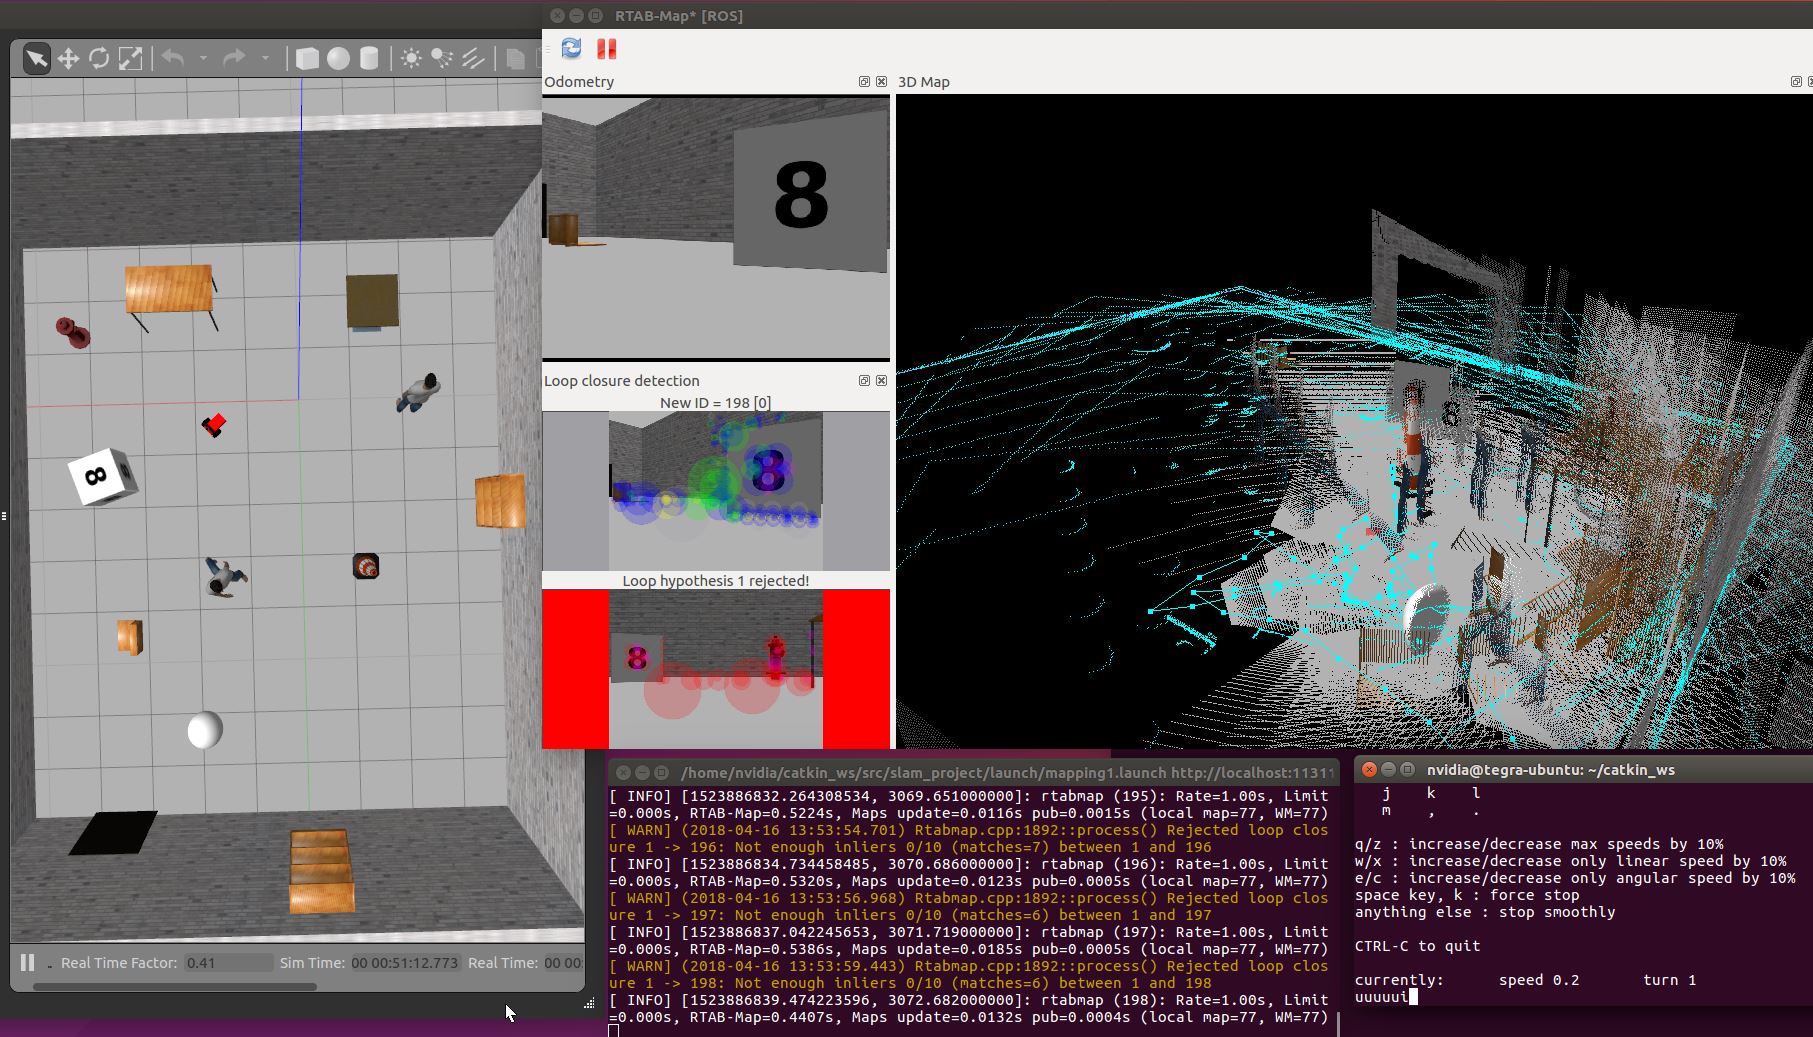 RTAB-Map* [ROS]
Odometry
3D Map
8
Loop closure detection
New ID = 198 [0]
8
Loop hypothesis 1 rejected!
8
8
8
Real Time Factor: 0.41 Sim Time: 00 00:51:12.773 Real Time: 00 00:
/home/nvidia/catkin_ws/src/slam_project/launch/mapping1.launch http://localhost:11311
[ INFO] [1523886832.264308534, 3069.651000000]: rtabmap (195): Rate=1.00s, Limit
=0.000s, RTAB-Map=0.5224s, Maps update=0.0116s pub=0.0015s (local map=77, WM=77)
[ WARN] (2018-04-16 13:53:54.701) Rtabmap.cpp:1892::process() Rejected loop clos
ure 1 -> 196: Not enough inliers 0/10 (matches=7) between 1 and 196
[ INFO] [1523886834.734458485, 3070.686000000]: rtabmap (196): Rate=1.00s, Limit
=0.000s, RTAB-Map=0.5320s, Maps update=0.0123s pub=0.0005s (local map=77, WM=77)
[ WARN] (2018-04-16 13:53:56.968) Rtabmap.cpp:1892::process() Rejected loop clos
ure 1 -> 197: Not enough inliers 0/10 (matches=6) between 1 and 197
[ INFO] [1523886837.042245653, 3071.719000000]: rtabmap (197): Rate=1.00s, Limit
=0.000s, RTAB-Map=0.5386s, Maps update=0.0185s pub=0.0005s (local map=77, WM=77)
[ WARN] (2018-04-16 13:53:59.443) Rtabmap.cpp:1892::process() Rejected loop clos
ure 1 -> 198: Not enough inliers 0/10 (matches=6) between 1 and 198
[ INFO] [1523886839.474223596, 3072.682000000]: rtabmap (198): Rate=1.00s, Limit
=0.000s, RTAB-Map=0.4407s, Maps update=0.0132s pub=0.0004s (local map=77, WM=77)
nvidia@tegra-ubuntu: ~/catkin_ws
j k l
m , .
q/z : increase/decrease max speeds by 10%
w/x : increase/decrease only linear speed by 10%
e/c : increase/decrease only angular speed by 10%
space key, k : force stop
anything else : stop smoothly
CTRL-C to quit
currently: speed 0.2 turn 1
uuuuui